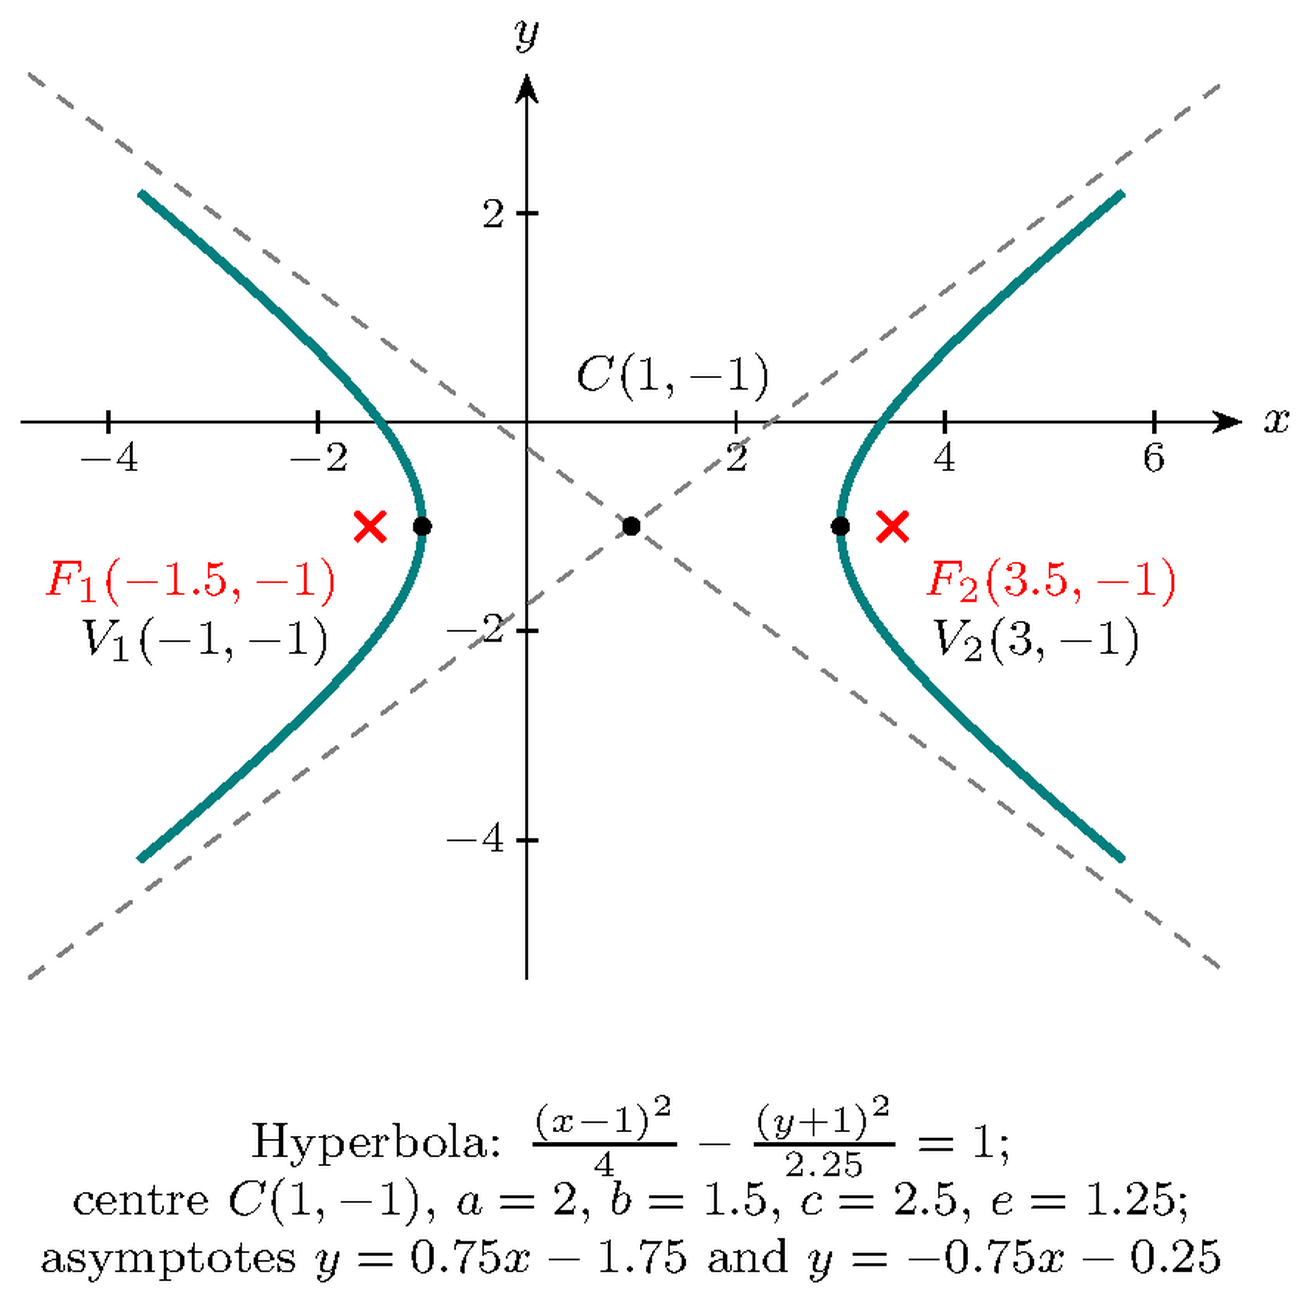 y
2
C(1, −1)
x
−4 −2 2 4 6
F₁(−1.5, −1) F₂(3.5, −1)
V₁(−1, −1) −2 V₂(3, −1)
−4
Hyperbola: (x−1)²/4 − (y+1)²/2.25 = 1;
centre C(1, −1), a = 2, b = 1.5, c = 2.5, e = 1.25;
asymptotes y = 0.75x − 1.75 and y = −0.75x − 0.25